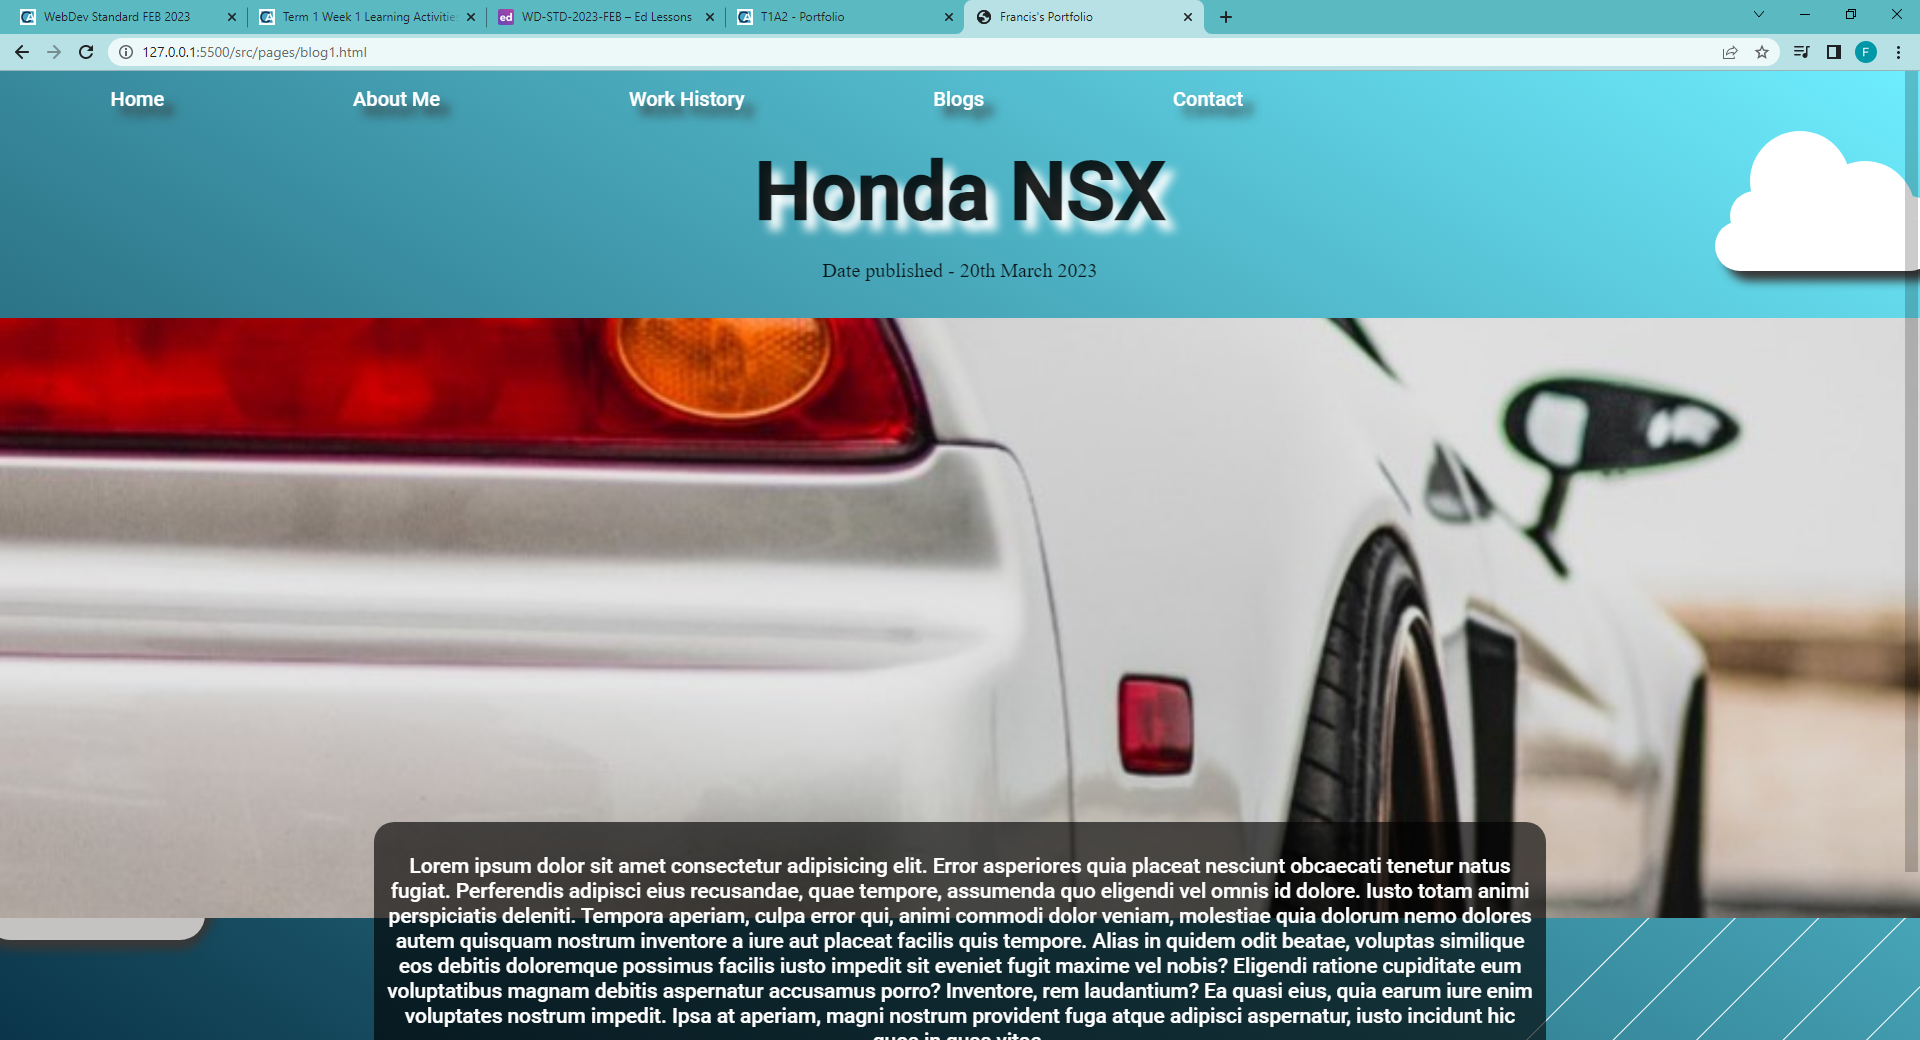 WebDev Standard FEB 2023
Term 1 Week 1 Learning Activitie
WD-STD-2023-FEB – Ed Lessons
T1A2 - Portfolio
Francis's Portfolio
127.0.0.1:5500/src/pages/blog1.html
F
Home About Me Work History Blogs Contact
Honda NSX
Date published - 20th March 2023
Lorem ipsum dolor sit amet consectetur adipisicing elit. Error asperiores quia placeat nesciunt obcaecati tenetur natus
fugiat. Perferendis adipisci eius recusandae, quae tempore, assumenda quo eligendi vel omnis id dolore. Iusto totam animi
perspiciatis deleniti. Tempora aperiam, culpa error qui, animi commodi dolor veniam, molestiae quia dolorum nemo dolores
autem quisquam nostrum inventore a iure aut placeat facilis quis tempore. Alias in quidem odit beatae, voluptas similique
eos debitis doloremque possimus facilis iusto impedit sit eveniet fugit maxime vel nobis? Eligendi ratione cupiditate eum
voluptatibus magnam debitis aspernatur accusamus porro? Inventore, rem laudantium? Ea quasi eius, quia earum iure enim
voluptates nostrum impedit. Ipsa at aperiam, magni nostrum provident fuga atque adipisci aspernatur, iusto incidunt hic